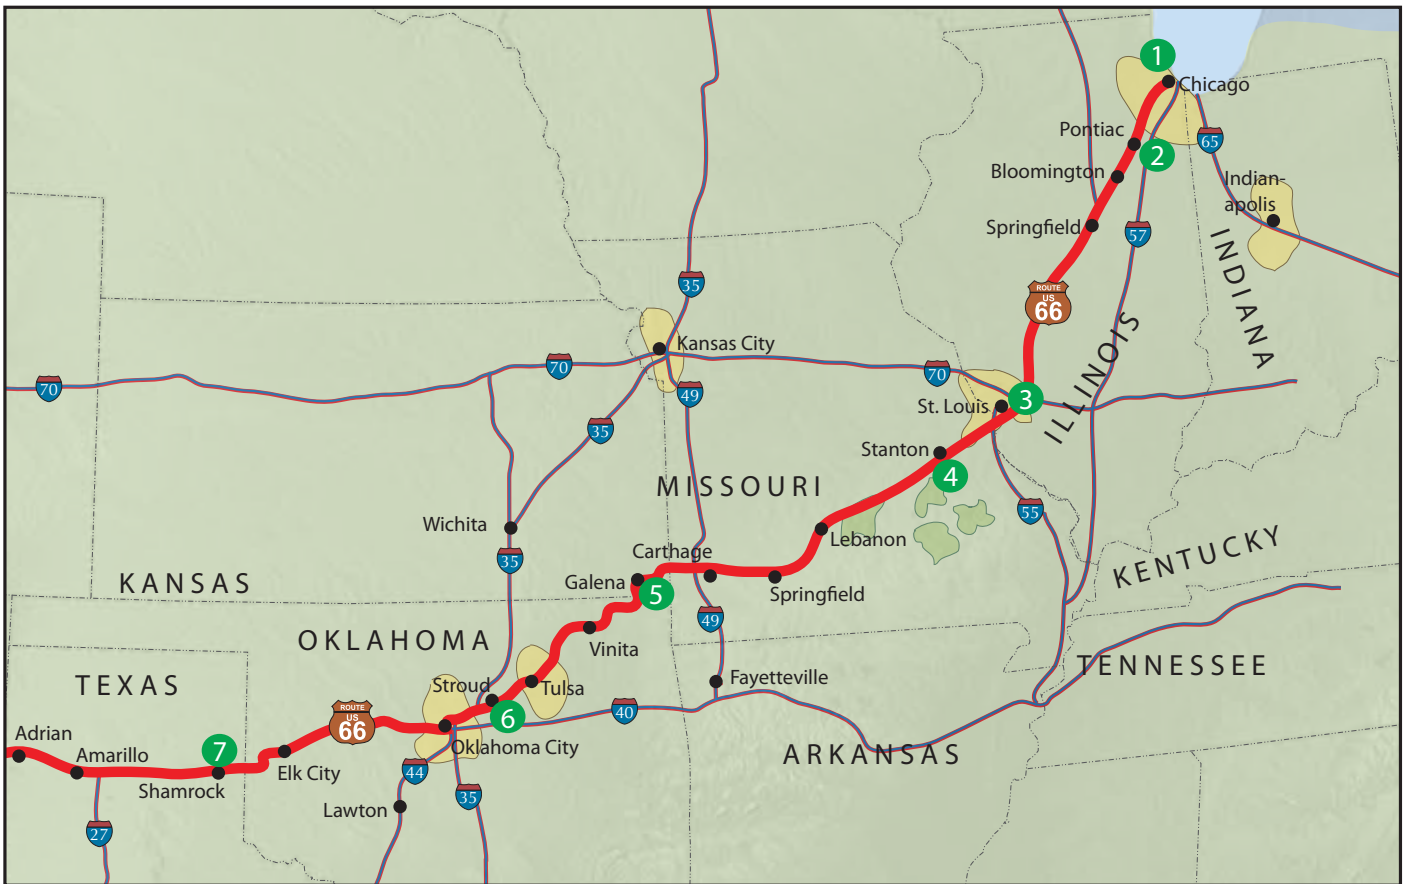 1
Chicago
Pontiac
65
2
Bloomington
Indian-
apolis
Springfield
57
INDIANA
35
ROUTE
US
66
ILLINOIS
Kansas City
70
70
70
49
3
St. Louis
35
Stanton
4
MISSOURI
55
Wichita
Lebanon
35
Carthage
KENTUCKY
KANSAS
Galena
5
Springfield
49
OKLAHOMA
Vinita
TENNESSEE
TEXAS
Stroud
Tulsa
Fayetteville
ROUTE
US
66
6
40
Adrian
7
Amarillo
Oklahoma City
ARKANSAS
Elk City
44
Shamrock
35
Lawton
27